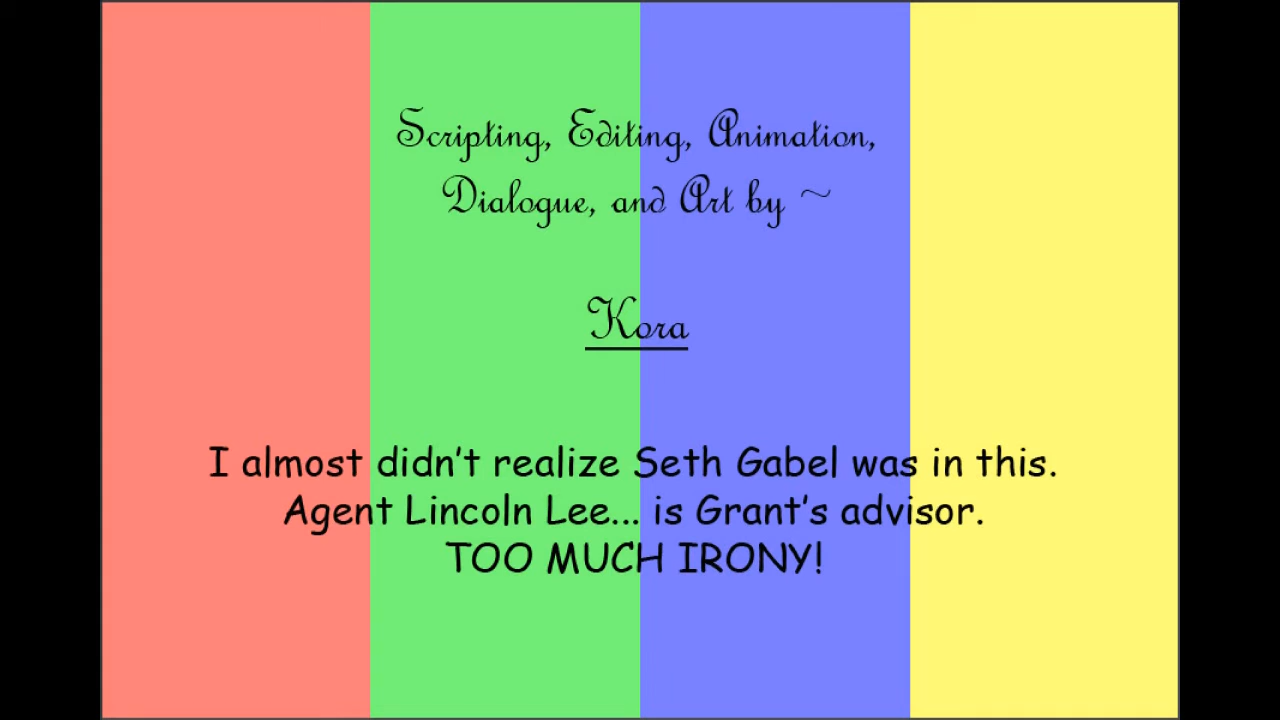 Scripting, Editing, Animation,
Dialogue, and Art by ~
Kora
I almost didn't realize Seth Gabel was in this.
Agent Lincoln Lee... is Grant's advisor.
TOO MUCH IRONY!